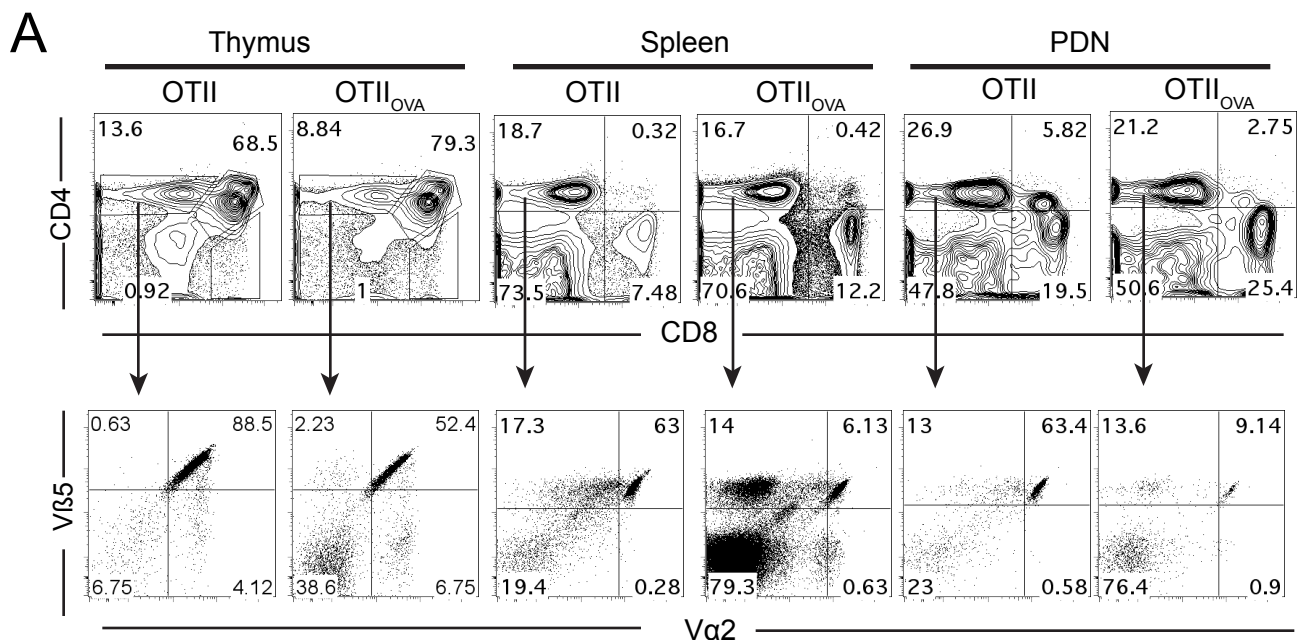 A
Thymus Spleen PDN
OTII OTII_OVA OTII OTII_OVA OTII OTII_OVA
13.6 68.5 8.84 79.3 18.7 0.32 16.7 0.42 26.9 5.82 21.2 2.75
CD4
0.92 1 73.5 7.48 70.6 12.2 47.8 19.5 50.6 25.4
CD8
0.63 88.5 2.23 52.4 17.3 63 14 6.13 13 63.4 13.6 9.14
Vß5
6.75 4.12 38.6 6.75 19.4 0.28 79.3 0.63 23 0.58 76.4 0.9
Vα2